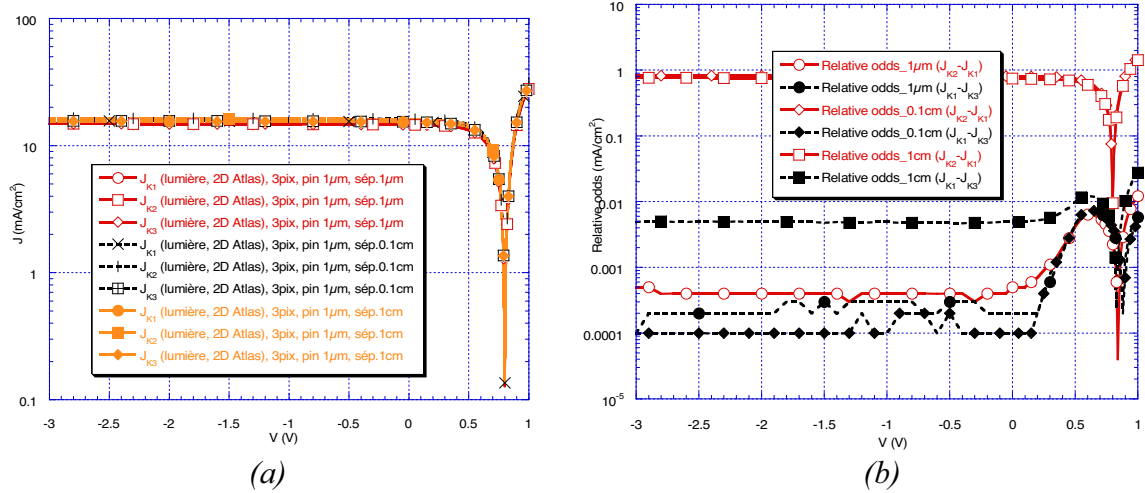 100
10
1
0.1
J (mA/cm²)
J_K1 (lumière, 2D Atlas), 3pix, pin 1µm, sép.1µm
J_K2 (lumière, 2D Atlas), 3pix, pin 1µm, sép.1µm
J_K3 (lumière, 2D Atlas), 3pix, pin 1µm, sép.1µm
J_K1 (lumière, 2D Atlas), 3pix, pin 1µm, sép.0.1cm
J_K2 (lumière, 2D Atlas), 3pix, pin 1µm, sép.0.1cm
J_K3 (lumière, 2D Atlas), 3pix, pin 1µm, sép.0.1cm
J_K1 (lumière, 2D Atlas), 3pix, pin 1µm, sép.1cm
J_K2 (lumière, 2D Atlas), 3pix, pin 1µm, sép.1cm
J_K3 (lumière, 2D Atlas), 3pix, pin 1µm, sép.1cm
-3 -2.5 -2 -1.5 -1 -0.5 0 0.5 1
V (V)
(a)
10
1
0.1
0.01
0.001
0.0001
10⁻⁵
Relative odds (mA/cm²)
Relative odds_1µm (J_K2-J_K1)
Relative odds_1µm (J_K1-J_K3)
Relative odds_0.1cm (J_K2-J_K1)
Relative odds_0.1cm (J_K1-J_K3)
Relative odds_1cm (J_K2-J_K1)
Relative odds_1cm (J_K1-J_K3)
-3 -2.5 -2 -1.5 -1 -0.5 0 0.5 1
V (V)
(b)